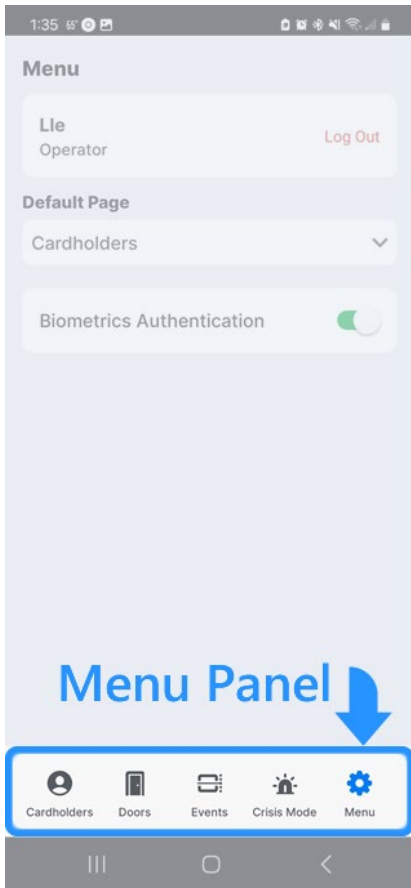 1:35 55°
Menu
Lle
Operator
Log Out
Default Page
Cardholders
Biometrics Authentication
Menu Panel
Cardholders Doors Events Crisis Mode Menu